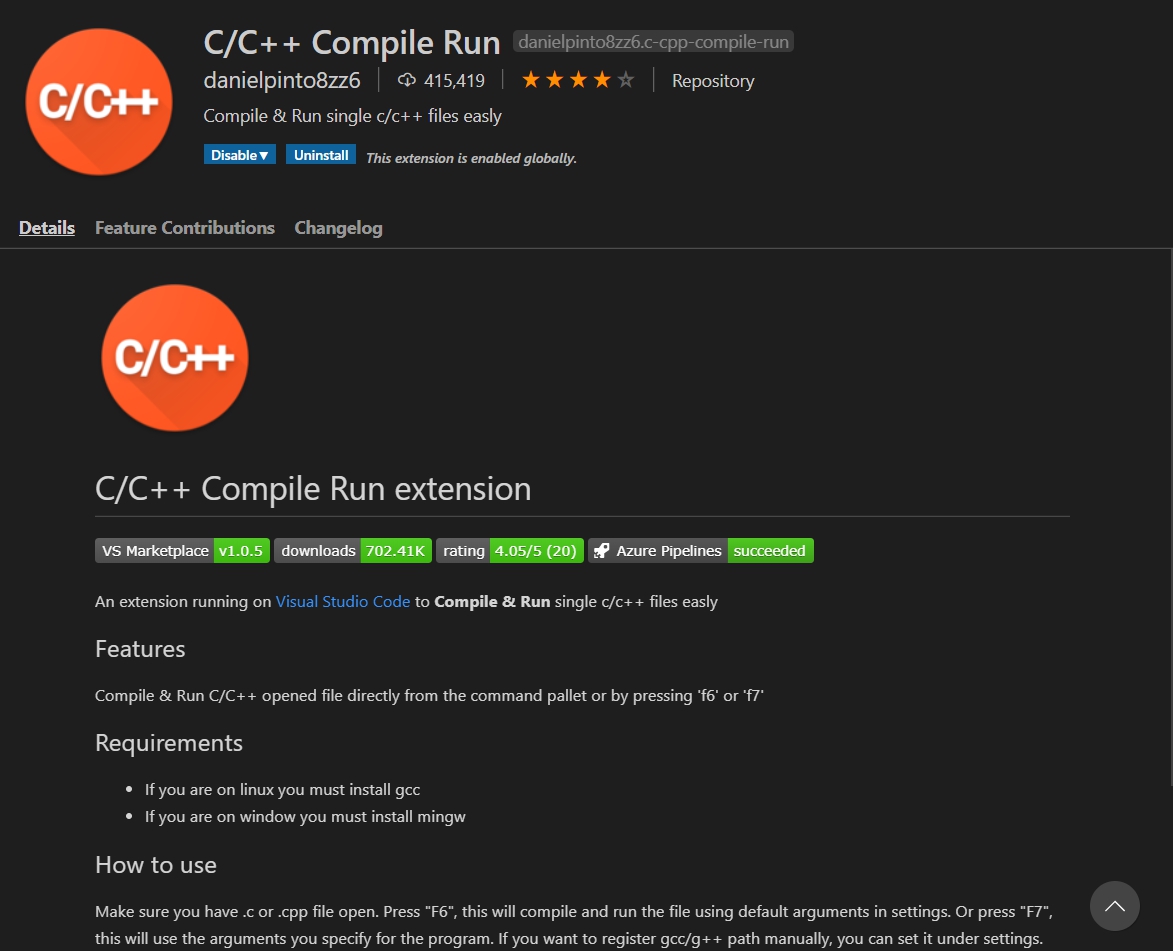 C/C++
C/C++ Compile Run danielpinto8zz6.c-cpp-compile-run
danielpinto8zz6 415,419 Repository
Compile & Run single c/c++ files easly
Disable▼ Uninstall This extension is enabled globally.
Details Feature Contributions Changelog
C/C++
C/C++ Compile Run extension
VS Marketplace v1.0.5 downloads 702.41K rating 4.05/5 (20) Azure Pipelines succeeded
An extension running on Visual Studio Code to Compile & Run single c/c++ files easly
Features
Compile & Run C/C++ opened file directly from the command pallet or by pressing 'f6' or 'f7'
Requirements
• If you are on linux you must install gcc
• If you are on window you must install mingw
How to use
Make sure you have .c or .cpp file open. Press "F6", this will compile and run the file using default arguments in settings. Or press "F7",
this will use the arguments you specify for the program. If you want to register gcc/g++ path manually, you can set it under settings.